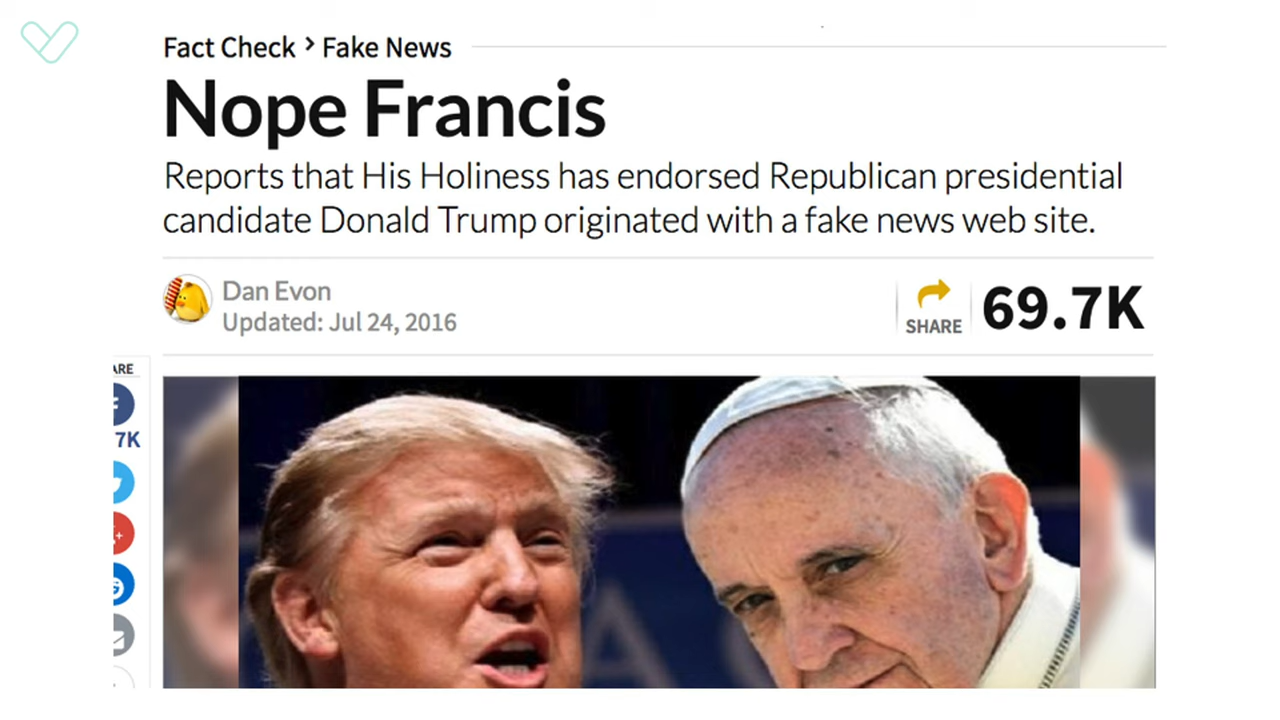 Fact Check > Fake News
Nope Francis
Reports that His Holiness has endorsed Republican presidential
candidate Donald Trump originated with a fake news web site.
Dan Evon
Updated: Jul 24, 2016
SHARE
69.7K
ARE
7K
A